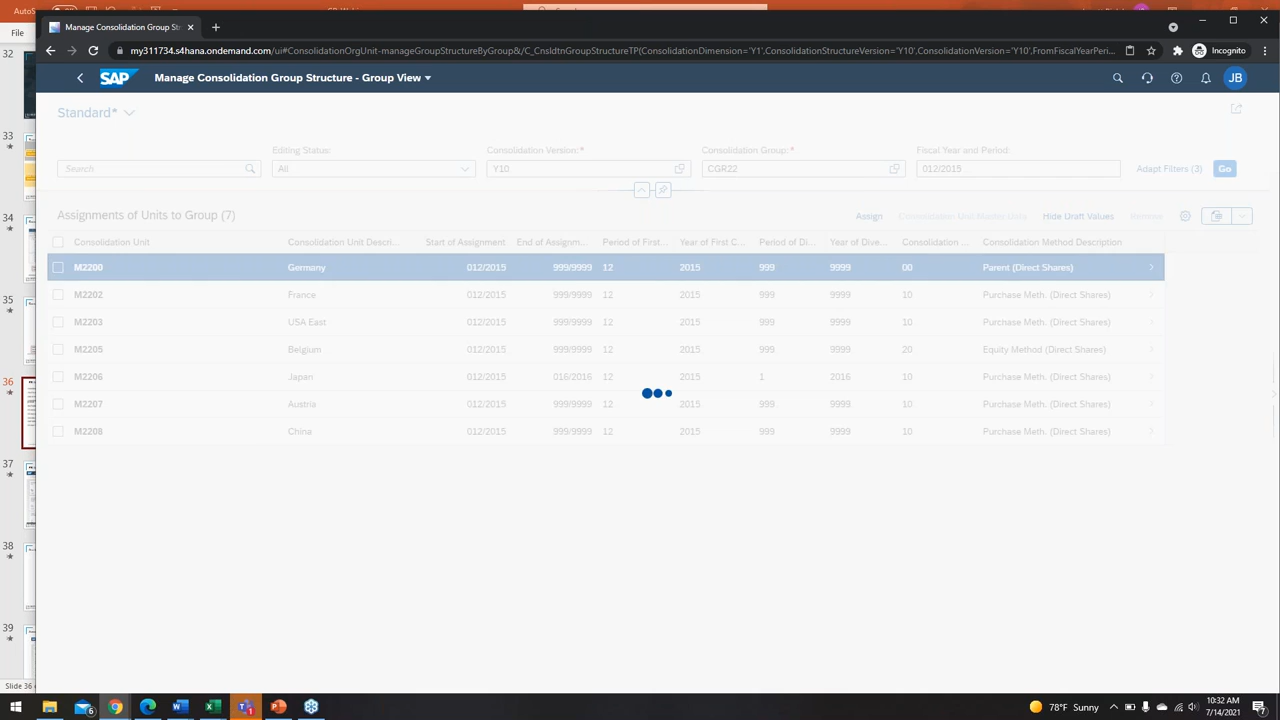 AutoS
Manage Consolidation Group St
my311734.s4hana.ondemand.com/ui#ConsolidationOrgUnit-manageGroupStructureByGroup&/C_CnsldtnGroupStructureTP(ConsolidationDimension='Y1',ConsolidationStructureVersion='Y10',ConsolidationVersion='Y10',FromFiscalYearPeri...
Incognito
SAP Manage Consolidation Group Structure - Group View JB
Standard*
Editing Status: Consolidation Version:* Consolidation Group:* Fiscal Year and Period:
Search All Y10 CGR22 012/2015 Adapt Filters (3) Go
Assignments of Units to Group (7) Assign Consolidation Unit Master Data Hide Draft Values Remove
Consolidation Unit Consolidation Unit Descri... Start of Assignment End of Assignm... Period of First... Year of First C... Period of Di... Year of Dive... Consolidation ... Consolidation Method Description
M2200 Germany 012/2015 999/9999 12 2015 999 9999 00 Parent (Direct Shares)
M2202 France 012/2015 999/9999 12 2015 999 9999 10 Purchase Meth. (Direct Shares)
M2203 USA East 012/2015 999/9999 12 2015 999 9999 10 Purchase Meth. (Direct Shares)
M2205 Belgium 012/2015 999/9999 12 2015 999 9999 20 Equity Method (Direct Shares)
M2206 Japan 012/2015 016/2016 12 2015 1 2016 10 Purchase Meth. (Direct Shares)
M2207 Austria 012/2015 999/9999 12 2015 999 9999 10 Purchase Meth. (Direct Shares)
M2208 China 012/2015 999/9999 12 2015 999 9999 10 Purchase Meth. (Direct Shares)
32
33
34
35
36
37
38
39
Slide 36 o
6
1
78°F Sunny
10:32 AM
7/14/2021
7